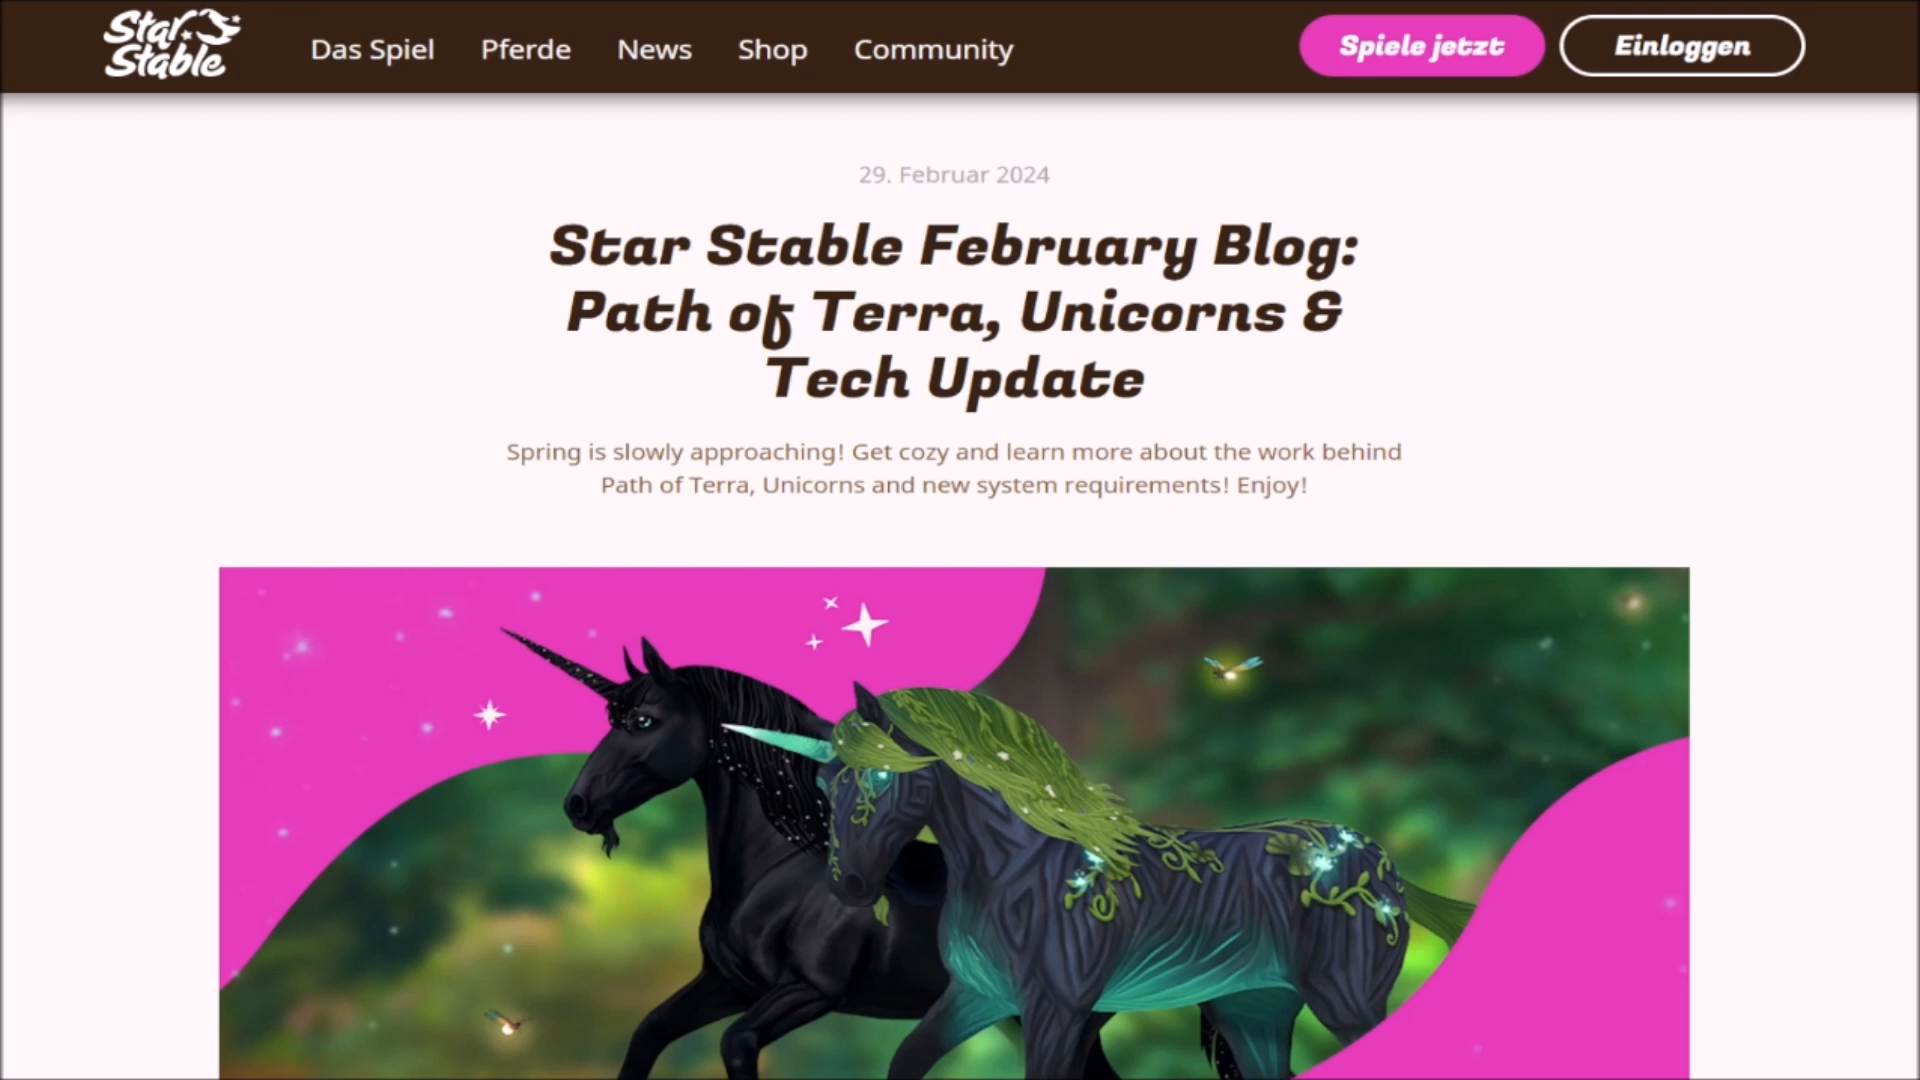 Star
Stable
Das Spiel
Pferde
News
Shop
Community
Spiele jetzt
Einloggen
29. Februar 2024
Star Stable February Blog:
Path of Terra, Unicorns &
Tech Update
Spring is slowly approaching! Get cozy and learn more about the work behind
Path of Terra, Unicorns and new system requirements! Enjoy!